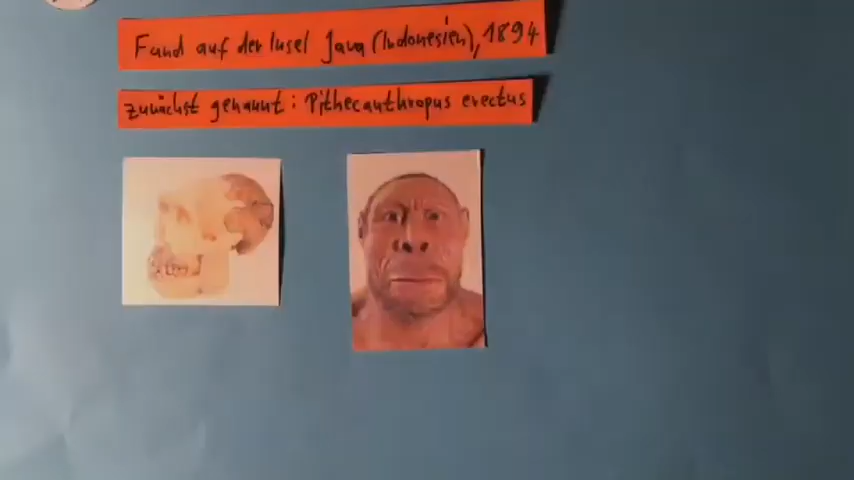 Fund auf der Insel Java (Indonesien), 1894
zunächst genannt: Pithecanthropus erectus